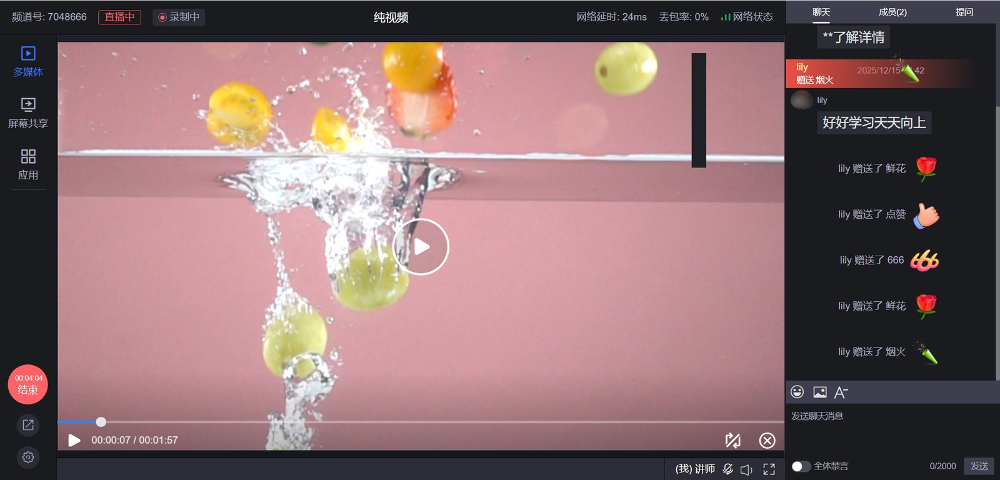 频道号: 7048666
直播中
录制中
纯视频
网络延时: 24ms
丢包率: 0%
网络状态
多媒体
屏幕共享
应用
00:04:04
结束
00:00:07 / 00:01:57
(我) 讲师
聊天
成员(2)
提问
**了解详情
lily
2025/12/15
:42
赠送 烟火
lily
好好学习天天向上
lily 赠送了 鲜花
lily 赠送了 点赞
lily 赠送了 666
666
lily 赠送了 鲜花
lily 赠送了 烟火
A
发送聊天消息
全体禁言
0/2000
发送